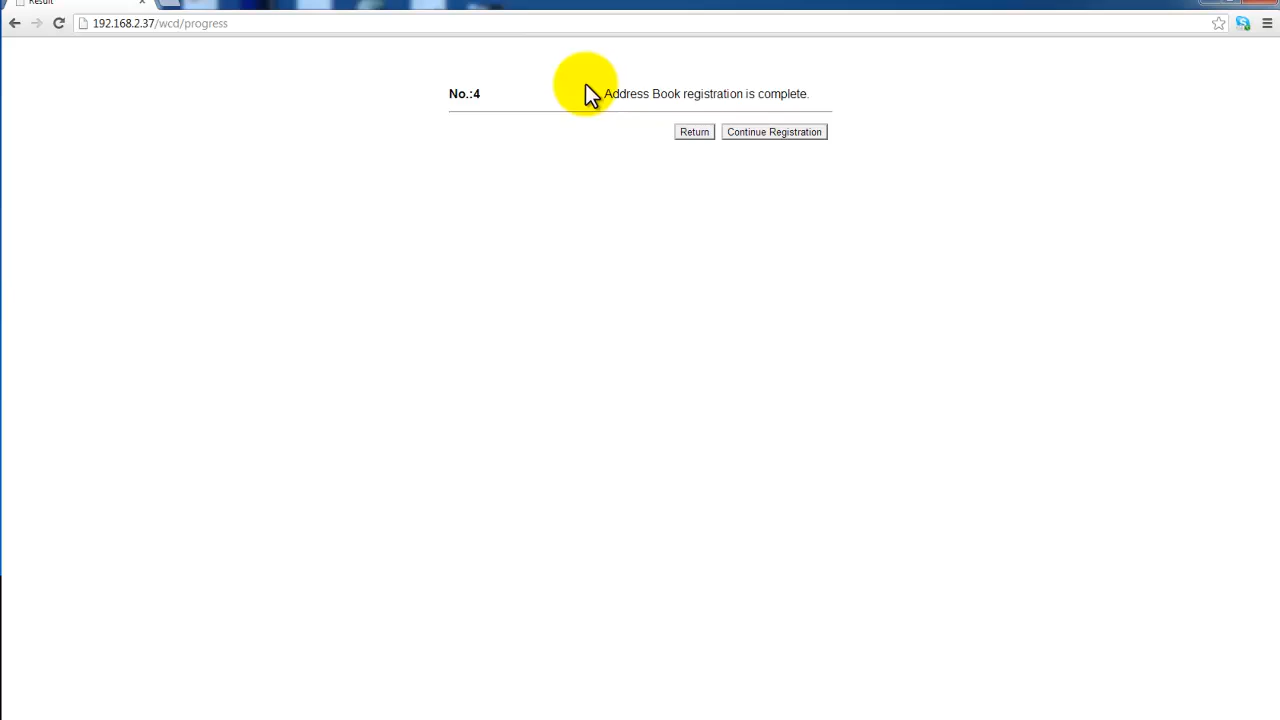 Result
192.168.2.37/wcd/progress
No.:4 Address Book registration is complete.
Return Continue Registration